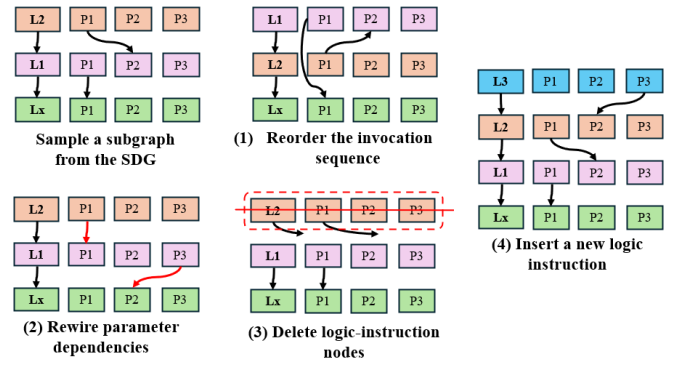 L2 P1 P2 P3
L1 P1 P2 P3
Lx P1 P2 P3
Sample a subgraph
from the SDG
L1 P1 P2 P3
L2 P1 P2 P3
Lx P1 P2 P3
(1) Reorder the invocation
sequence
L2 P1 P2 P3
L1 P1 P2 P3
Lx P1 P2 P3
(2) Rewire parameter
dependencies
L2 P1 P2 P3
L1 P1 P2 P3
Lx P1 P2 P3
(3) Delete logic-instruction
nodes
L3 P1 P2 P3
L2 P1 P2 P3
L1 P1 P2 P3
Lx P1 P2 P3
(4) Insert a new logic
instruction